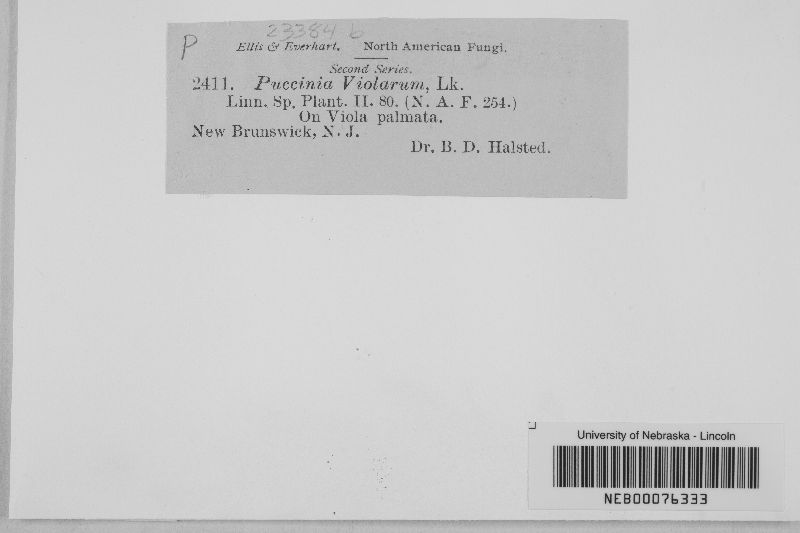 23384 b
P
Ellis & Everhart. North American Fungi.
Second Series.
2411. Puccinia Violarum, Lk.
Linn. Sp. Plant. II. 80. (N. A. F. 254.)
On Viola palmata.
New Brunswick, N. J.
Dr. B. D. Halsted.
University of Nebraska - Lincoln
NEB00076333